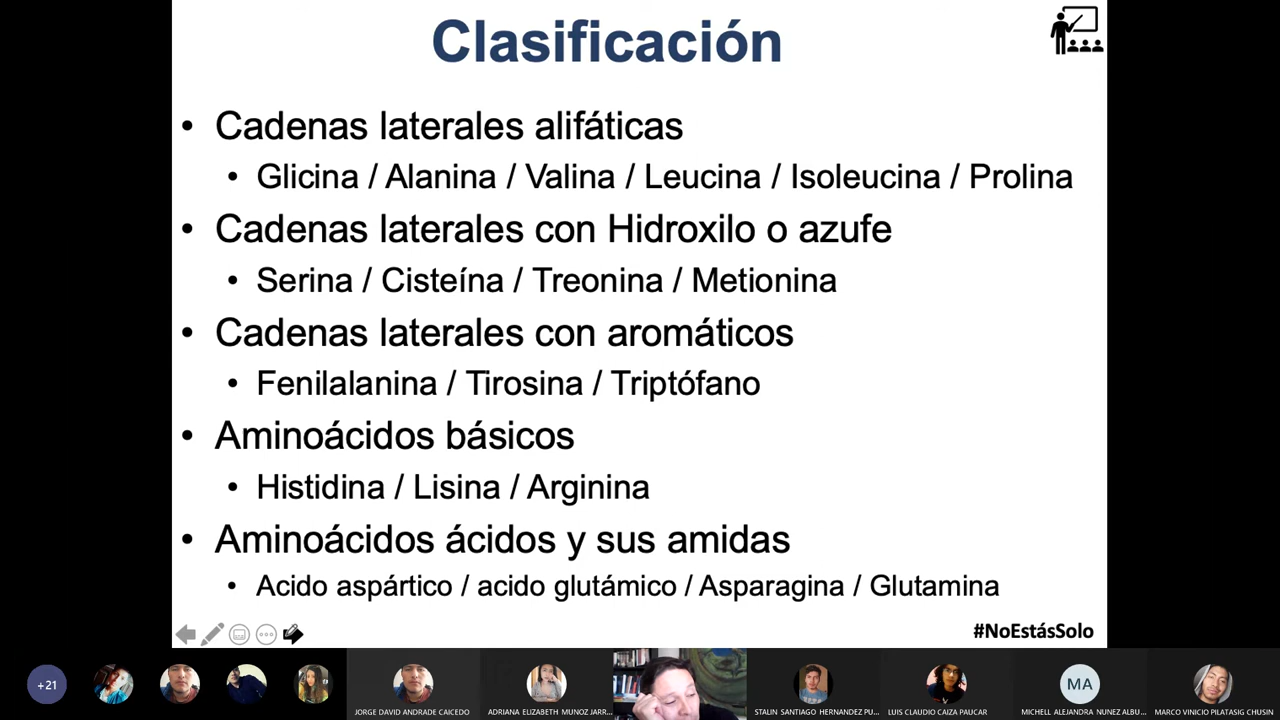 Clasificación
• Cadenas laterales alifáticas
• Glicina / Alanina / Valina / Leucina / Isoleucina / Prolina
• Cadenas laterales con Hidroxilo o azufe
• Serina / Cisteína / Treonina / Metionina
• Cadenas laterales con aromáticos
• Fenilalanina / Tirosina / Triptófano
• Aminoácidos básicos
• Histidina / Lisina / Arginina
• Aminoácidos ácidos y sus amidas
• Acido aspártico / acido glutámico / Asparagina / Glutamina
#NoEstásSolo
+21
MA
JORGE DAVID ANDRADE CAICEDO
ADRIANA ELIZABETH MUNOZ JARR...
STALIN SANTIAGO HERNANDEZ PU...
LUIS CLAUDIO CAIZA PAUCAR
MICHELL ALEJANDRA NUNEZ ALBU...
MARCO VINICIO PILATASIG CHUSIN